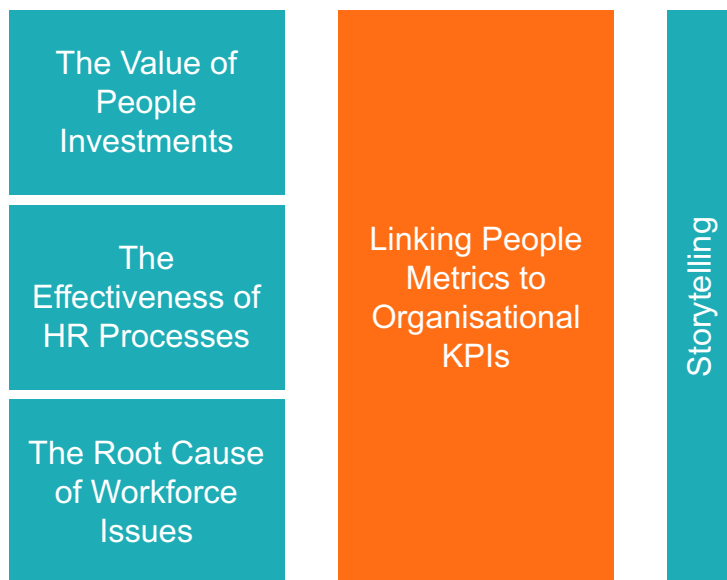 The Value of
People
Investments
The
Effectiveness of
HR Processes
The Root Cause
of Workforce
Issues
Linking People
Metrics to
Organisational
KPIs
Storytelling